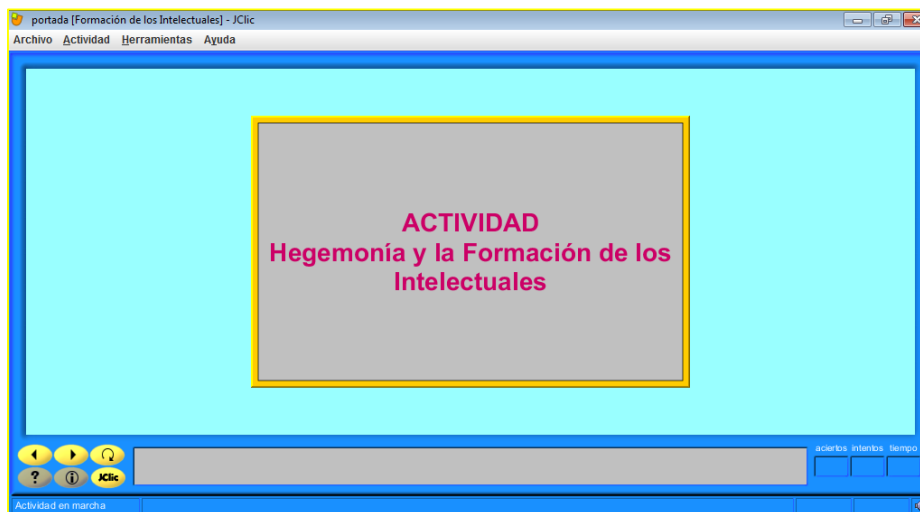 portada [Formación de los Intelectuales] - JClic
Archivo Actividad Herramientas Ayuda
ACTIVIDAD
Hegemonía y la Formación de los
Intelectuales
aciertos intentos tiempo
?
i
JClic
Actividad en marcha